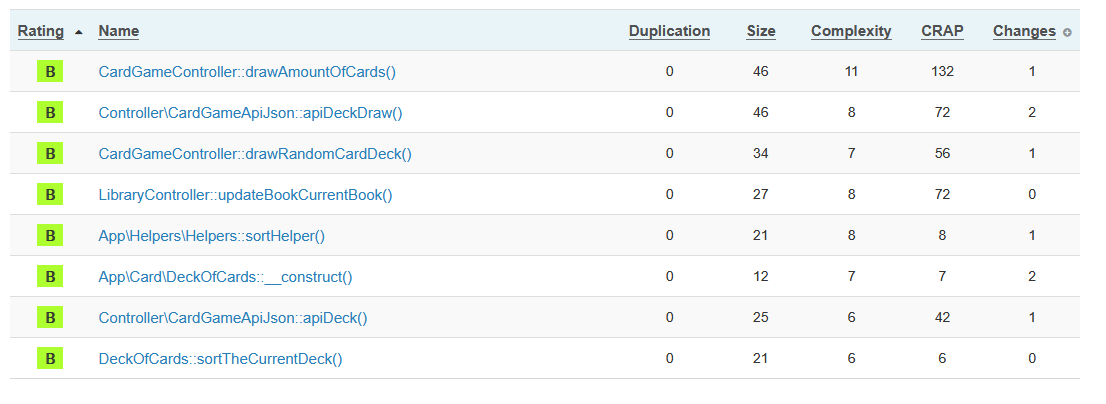 Rating Name Duplication Size Complexity CRAP Changes
B CardGameController::drawAmountOfCards() 0 46 11 132 1
B Controller\CardGameApiJson::apiDeckDraw() 0 46 8 72 2
B CardGameController::drawRandomCardDeck() 0 34 7 56 1
B LibraryController::updateBookCurrentBook() 0 27 8 72 0
B App\Helpers\Helpers::sortHelper() 0 21 8 8 1
B App\Card\DeckOfCards::__construct() 0 12 7 7 2
B Controller\CardGameApiJson::apiDeck() 0 25 6 42 1
B DeckOfCards::sortTheCurrentDeck() 0 21 6 6 0